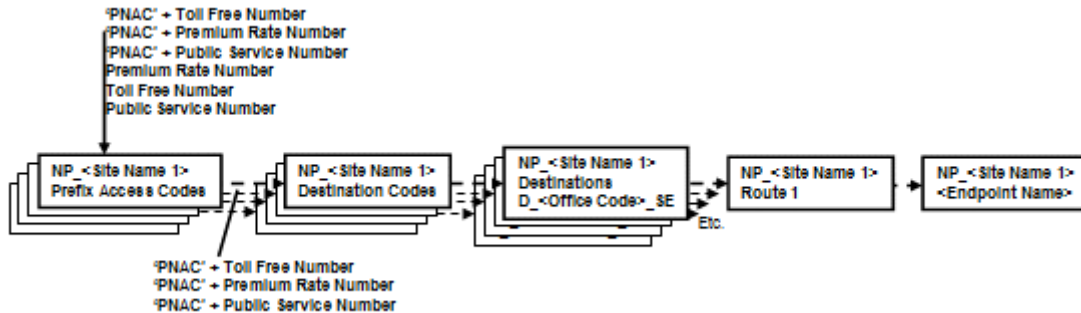 ‘PNAC’ + Toll Free Number
‘PNAC’ + Premium Rate Number
‘PNAC’ + Public Service Number
Premium Rate Number
Toll Free Number
Public Service Number
NP_<Site Name 1>
Prefix Access Codes
NP_<Site Name 1>
Destination Codes
NP_<Site Name 1>
Destinations
D_<Office Code>_SE
NP_<Site Name 1>
Route 1
NP_<Site Name 1>
<Endpoint Name>
Etc.
‘PNAC’ + Toll Free Number
‘PNAC’ + Premium Rate Number
‘PNAC’ + Public Service Number